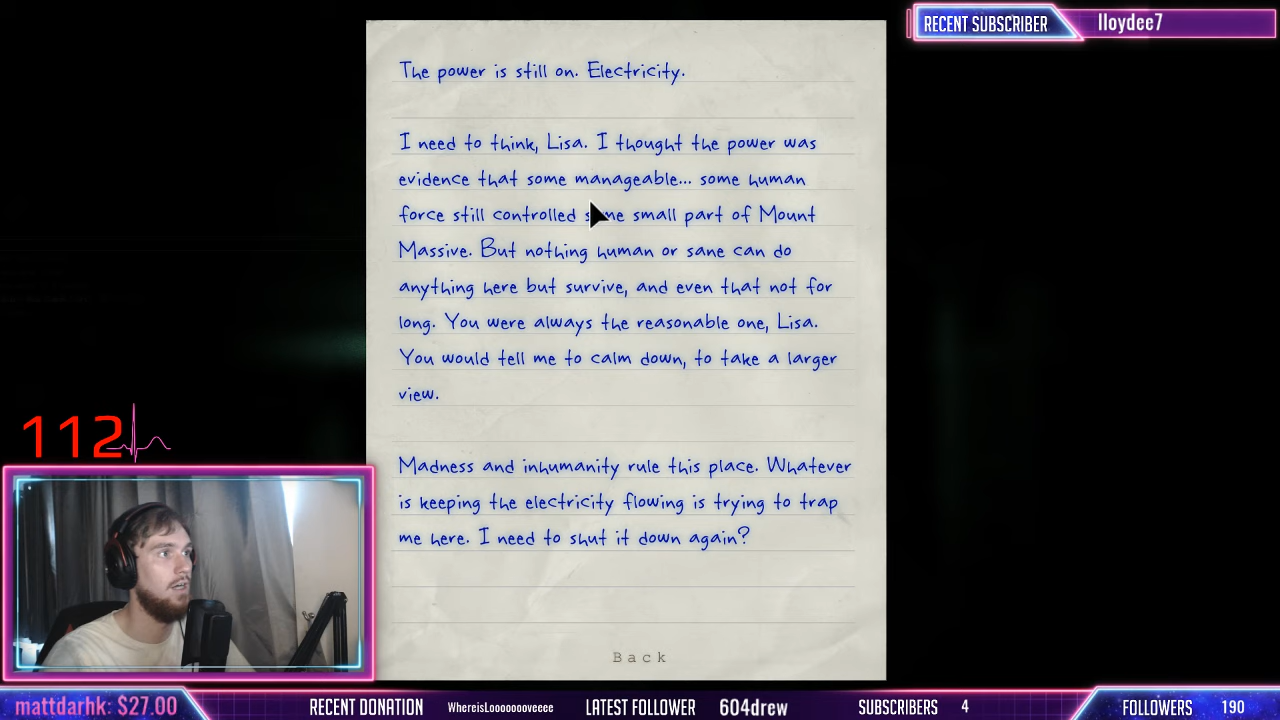 RECENT SUBSCRIBER lloydee7
The power is still on. Electricity.
I need to think, Lisa. I thought the power was
evidence that some manageable... some human
force still controlled some small part of Mount
Massive. But nothing human or sane can do
anything here but survive, and even that not for
long. You were always the reasonable one, Lisa.
You would tell me to calm down, to take a larger
view.
Madness and inhumanity rule this place. Whatever
is keeping the electricity flowing is trying to trap
me here. I need to shut it down again?
Back
112
mattdarhk: $27.00 RECENT DONATION WhereisLoooooooveeee LATEST FOLLOWER 604drew SUBSCRIBERS 4 FOLLOWERS 190